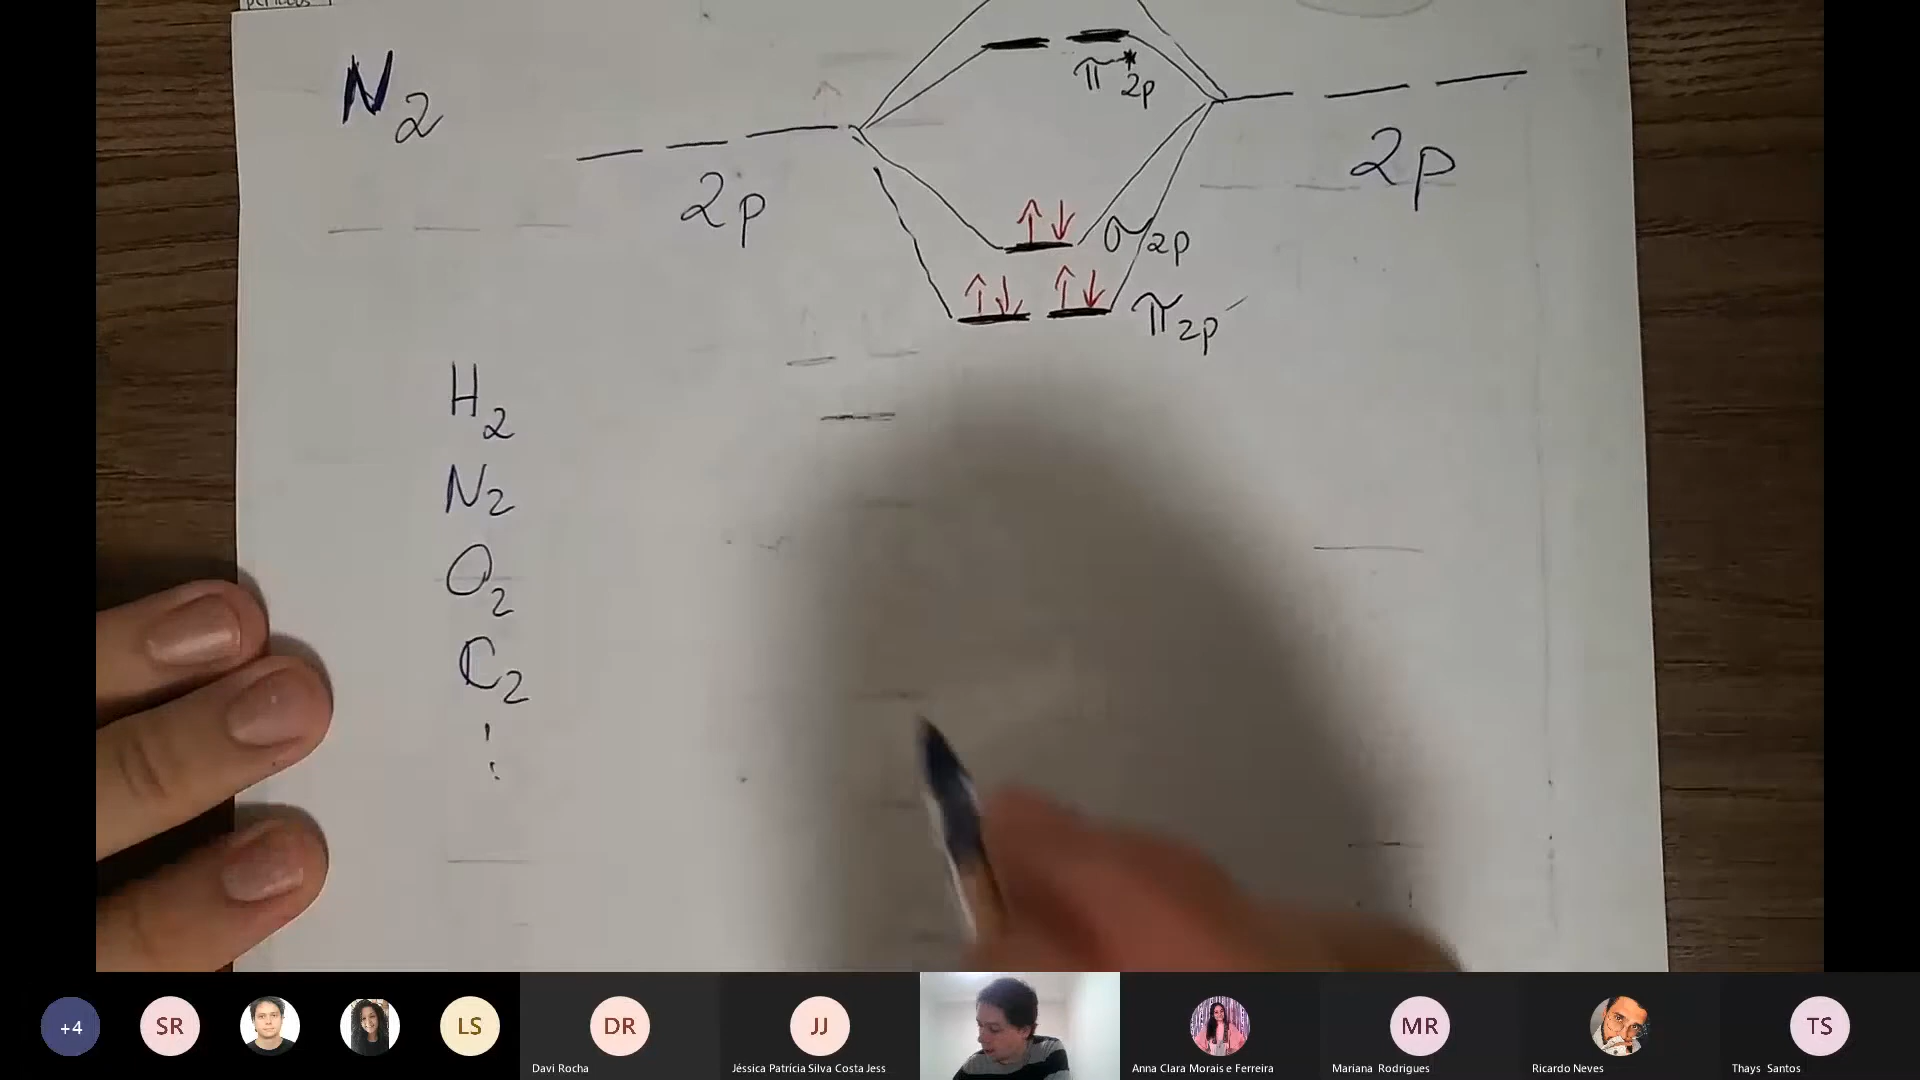 N2
π*2p
2p
2p
↑↓ σ2p
↑↓ ↑↓ π2p
H2
N2
O2
C2
+4
SR
LS
DR
JJ
MR
TS
Davi Rocha
Jéssica Patrícia Silva Costa Jess
Anna Clara Morais e Ferreira
Mariana Rodrigues
Ricardo Neves
Thays Santos